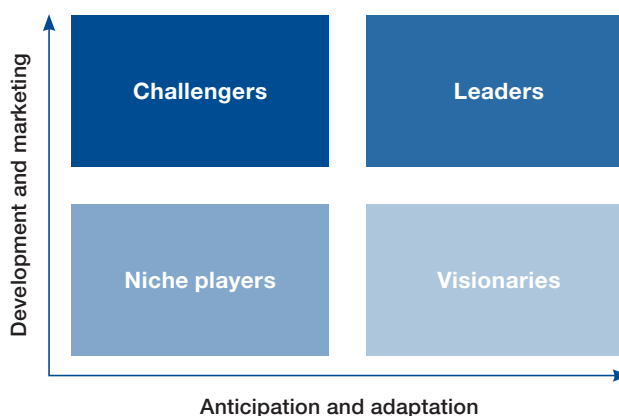 Development and marketing
Challengers
Leaders
Niche players
Visionaries
Anticipation and adaptation